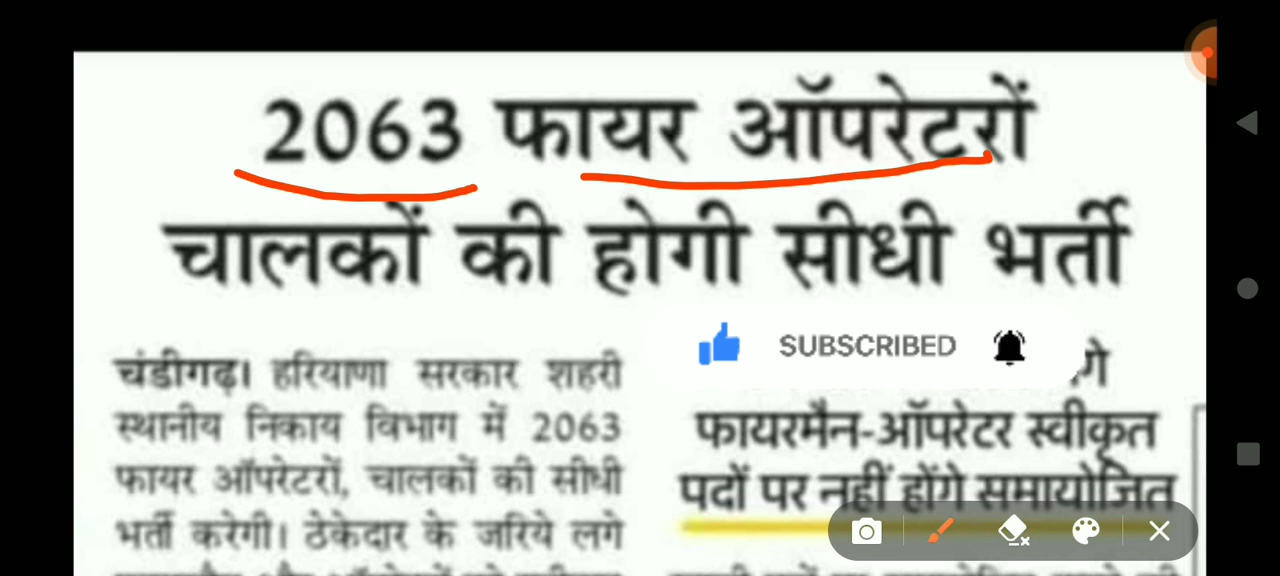 2063 फायर ऑपरेटरों
चालकों की होगी सीधी भर्ती
चंडीगढ़। हरियाणा सरकार शहरी
स्थानीय निकाय विभाग में 2063
फायर ऑपरेटरों, चालकों की सीधी
भर्ती करेगी। ठेकेदार के जरिये लगे
SUBSCRIBED
फायरमैन-ऑपरेटर स्वीकृत
पदों पर नहीं होंगे समायोजित